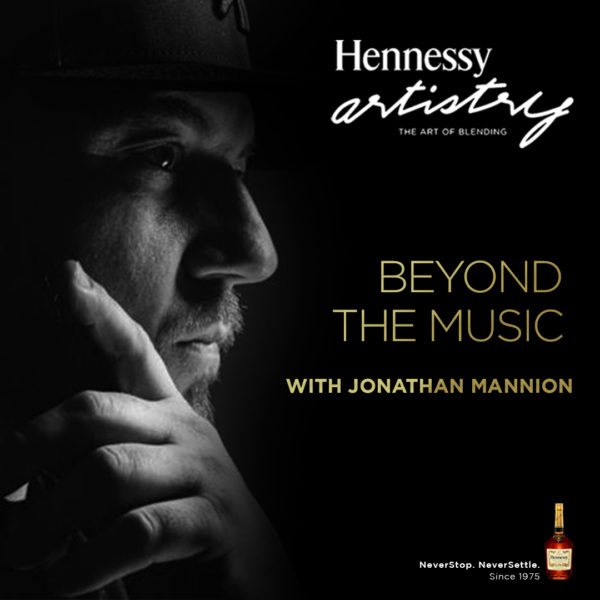 Hennessy
artistry
THE ART OF BLENDING
BEYOND
THE MUSIC
WITH JONATHAN MANNION
NeverStop. NeverSettle.
Since 1975